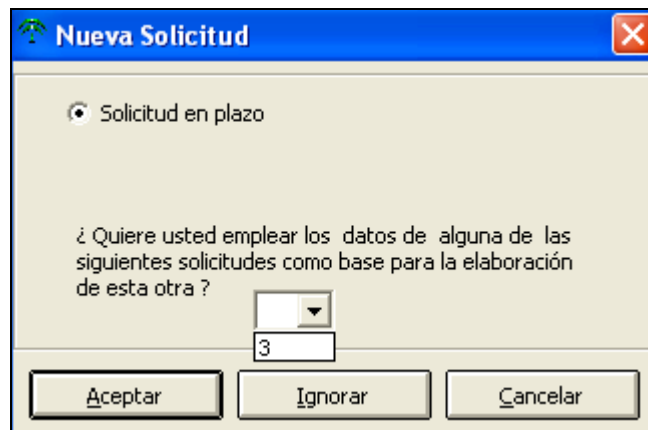 Nueva Solicitud
Solicitud en plazo
¿ Quiere usted emplear los datos de alguna de las
siguientes solicitudes como base para la elaboración
de esta otra ?
3
Aceptar
Ignorar
Cancelar